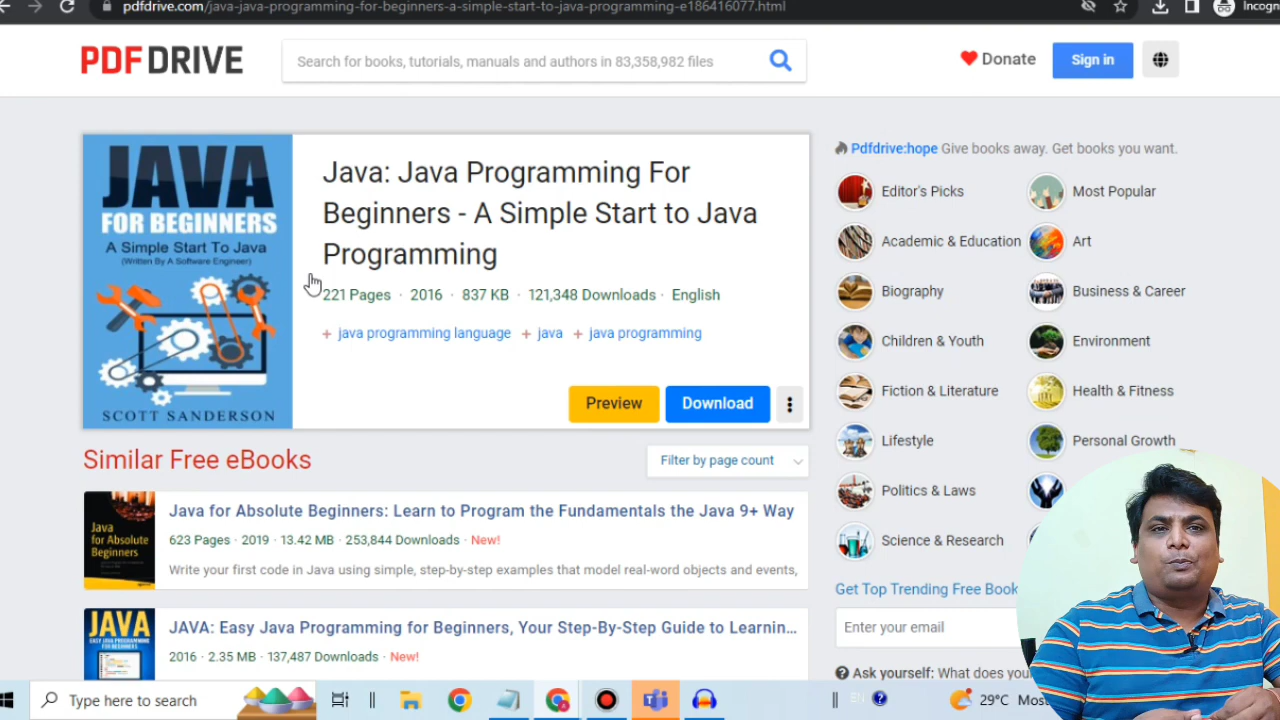 pdfdrive.com/java-java-programming-for-beginners-a-simple-start-to-java-programming-e186416077.html
Incogn
PDF DRIVE
Search for books, tutorials, manuals and authors in 83,358,982 files
Donate
Sign in
JAVA
FOR BEGINNERS
A Simple Start To Java
(Written By A Software Engineer)
SCOTT SANDERSON
Java: Java Programming For
Beginners - A Simple Start to Java
Programming
221 Pages · 2016 · 837 KB · 121,348 Downloads · English
+ java programming language + java + java programming
Preview
Download
Similar Free eBooks
Filter by page count
Java
for Absolute
Beginners
Java for Absolute Beginners: Learn to Program the Fundamentals the Java 9+ Way
623 Pages · 2019 · 13.42 MB · 253,844 Downloads · New!
Write your first code in Java using simple, step-by-step examples that model real-word objects and events,
JAVA
JAVA: Easy Java Programming for Beginners, Your Step-By-Step Guide to Learnin...
2016 · 2.35 MB · 137,487 Downloads · New!
Pdfdrive:hope Give books away. Get books you want.
Editor's Picks
Most Popular
Academic & Education
Art
Biography
Business & Career
Children & Youth
Environment
Fiction & Literature
Health & Fitness
Lifestyle
Personal Growth
Politics & Laws
Science & Research
Get Top Trending Free Book
Enter your email
Ask yourself: What does you
Type here to search
EN
29°C Most